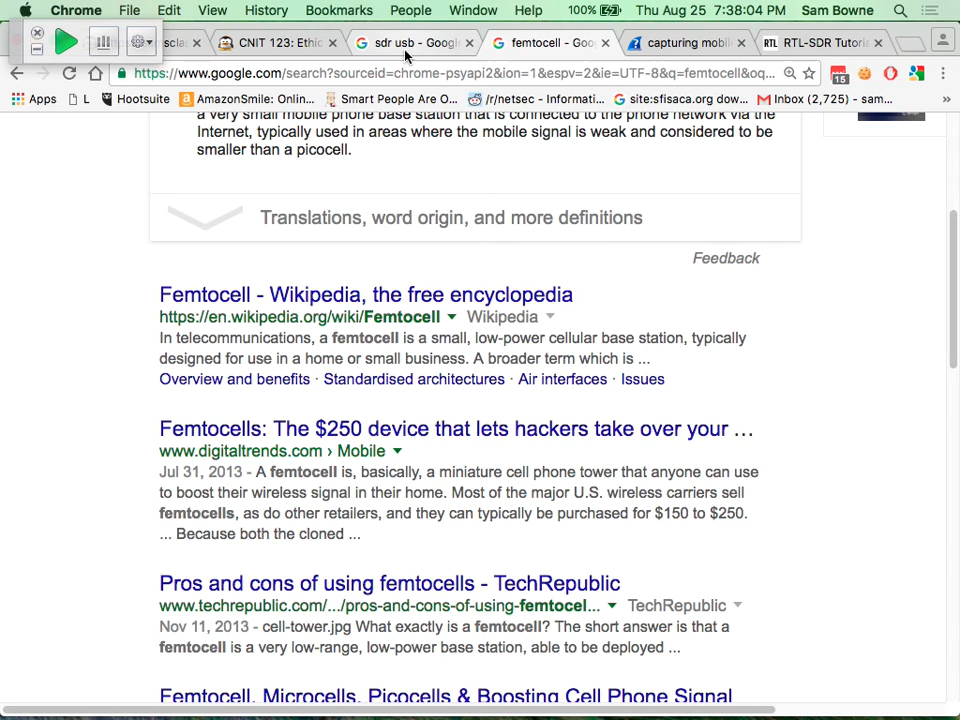 Chrome File Edit View History Bookmarks People Window Help 100% Thu Aug 25 7:38:04 PM Sam Bowne
CNIT 123: Ethic sdr usb - Google femtocell - Goo capturing mobil RTL RTL-SDR Tutoria
https://www.google.com/search?sourceid=chrome-psyapi2&ion=1&espv=2&ie=UTF-8&q=femtocell&oq... 15
Apps L Hootsuite AmazonSmile: Onlin... Smart People Are O... /r/netsec - Informati... site:sfisaca.org dow... Inbox (2,725) - sam... »
a very small mobile phone base station that is connected to the phone network via the
Internet, typically used in areas where the mobile signal is weak and considered to be
smaller than a picocell.
Translations, word origin, and more definitions
Feedback
Femtocell - Wikipedia, the free encyclopedia
https://en.wikipedia.org/wiki/Femtocell Wikipedia
In telecommunications, a femtocell is a small, low-power cellular base station, typically
designed for use in a home or small business. A broader term which is ...
Overview and benefits · Standardised architectures · Air interfaces · Issues
Femtocells: The $250 device that lets hackers take over your ...
www.digitaltrends.com › Mobile
Jul 31, 2013 - A femtocell is, basically, a miniature cell phone tower that anyone can use
to boost their wireless signal in their home. Most of the major U.S. wireless carriers sell
femtocells, as do other retailers, and they can typically be purchased for $150 to $250.
... Because both the cloned ...
Pros and cons of using femtocells - TechRepublic
www.techrepublic.com/.../pros-and-cons-of-using-femtocel... TechRepublic
Nov 11, 2013 - cell-tower.jpg What exactly is a femtocell? The short answer is that a
femtocell is a very low-range, low-power base station, able to be deployed ...
Femtocell, Microcells, Picocells & Boosting Cell Phone Signal